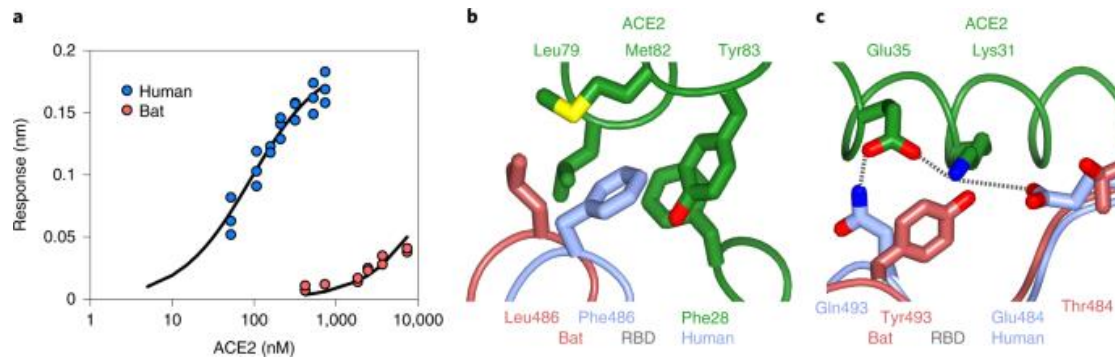 a
0.2
0.15
0.1
0.05
0
Response (nm)
Human
Bat
1
10
100
1,000
10,000
ACE2 (nM)
b
ACE2
Leu79 Met82 Tyr83
Leu486 Phe486 Phe28
Bat RBD Human
c
ACE2
Glu35 Lys31
Gln493 Tyr493 Glu484 Thr484
Bat RBD Human